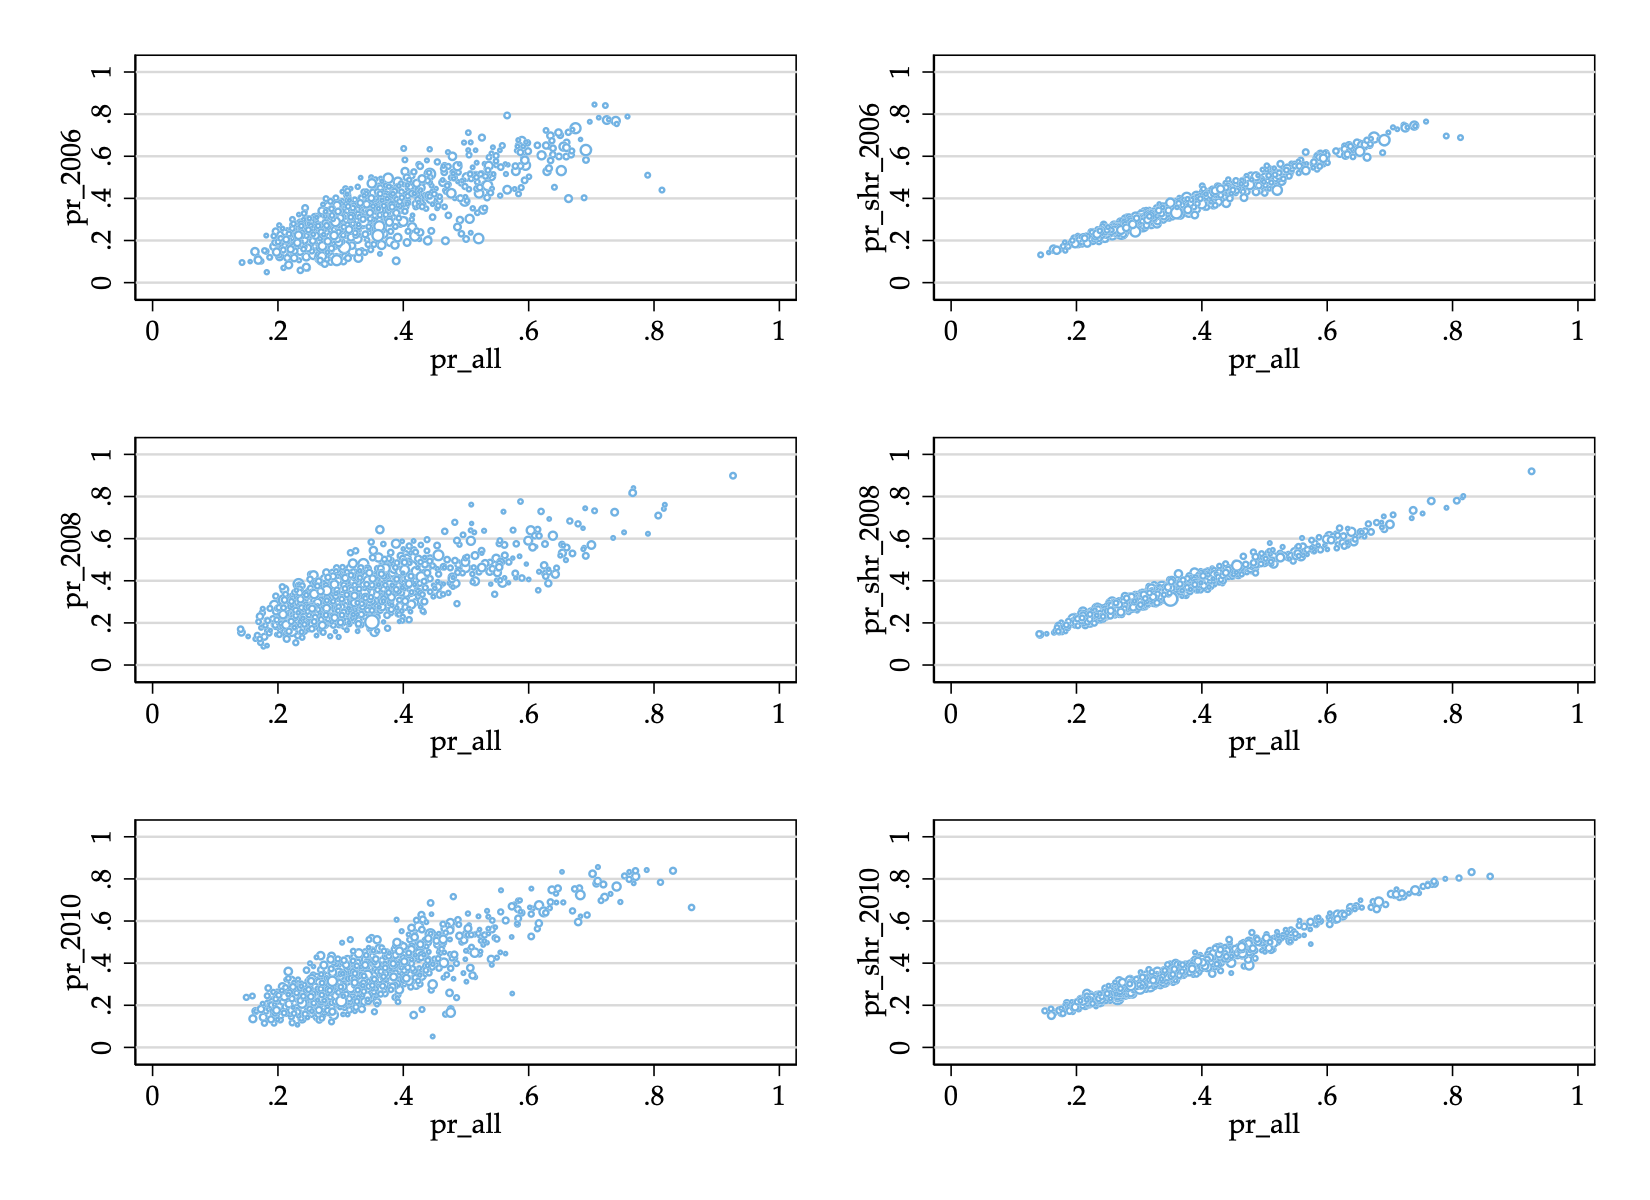 pr_2006
1
.8
.6
.4
.2
0
0 .2 .4 .6 .8 1
pr_all
pr_shr_2006
1
.8
.6
.4
.2
0
0 .2 .4 .6 .8 1
pr_all
pr_2008
1
.8
.6
.4
.2
0
0 .2 .4 .6 .8 1
pr_all
pr_shr_2008
1
.8
.6
.4
.2
0
0 .2 .4 .6 .8 1
pr_all
pr_2010
1
.8
.6
.4
.2
0
0 .2 .4 .6 .8 1
pr_all
pr_shr_2010
1
.8
.6
.4
.2
0
0 .2 .4 .6 .8 1
pr_all